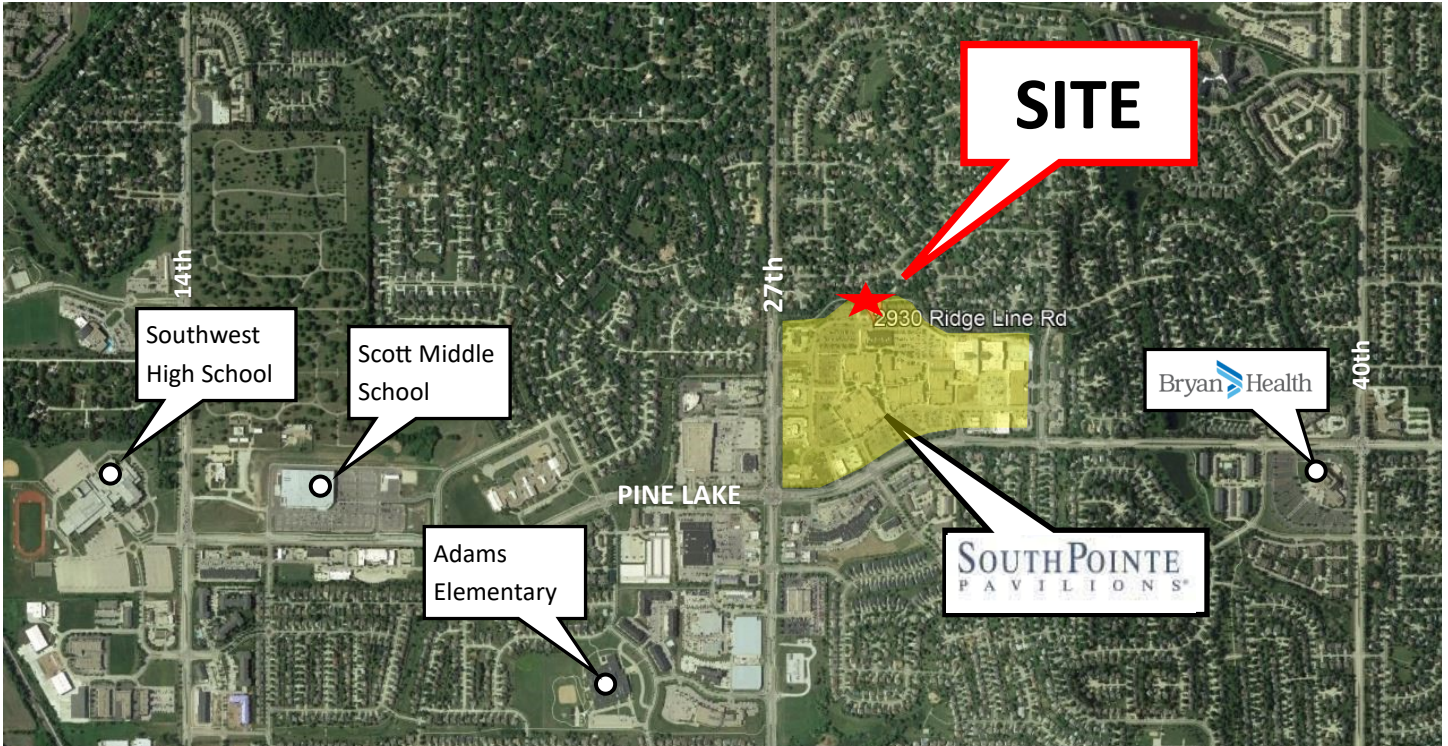 SITE
14th
27th
2930 Ridge Line Rd
Southwest
High School
Scott Middle
School
Bryan Health
40th
PINE LAKE
Adams
Elementary
SOUTHPOINTE
PAVILIONS®